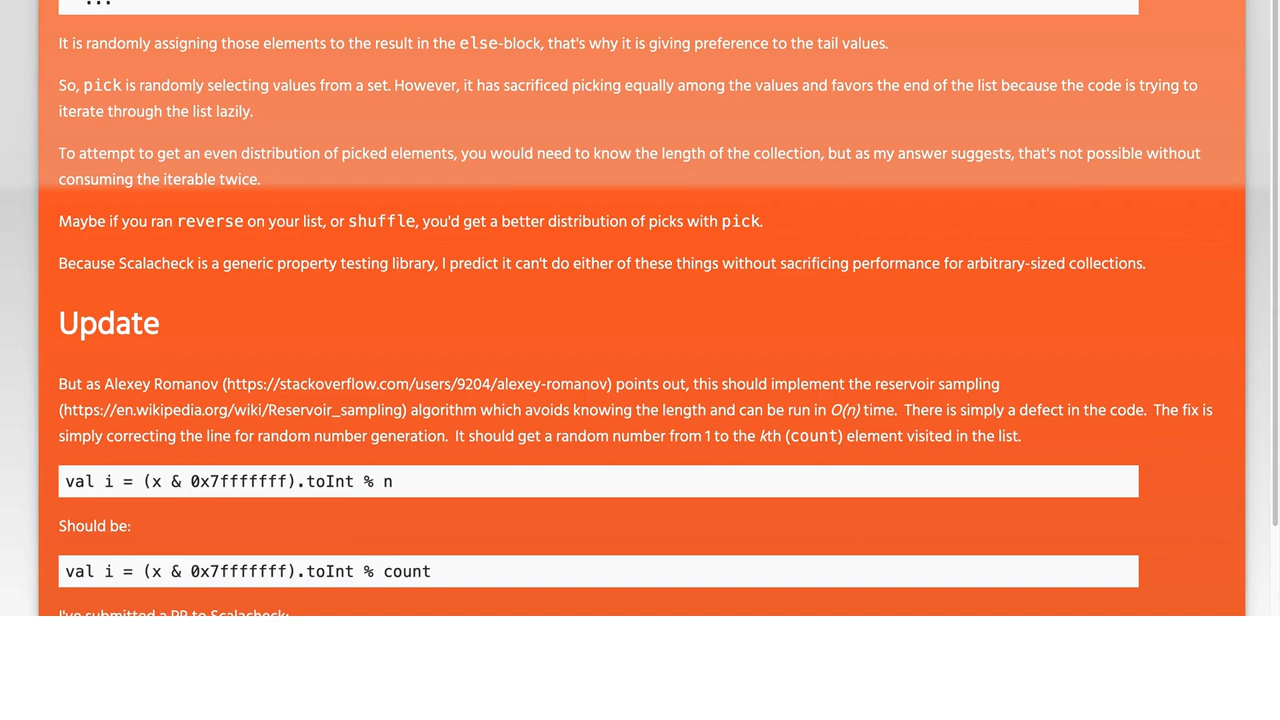 ...
It is randomly assigning those elements to the result in the else-block, that's why it is giving preference to the tail values.
So, pick is randomly selecting values from a set. However, it has sacrificed picking equally among the values and favors the end of the list because the code is trying to
iterate through the list lazily.
To attempt to get an even distribution of picked elements, you would need to know the length of the collection, but as my answer suggests, that's not possible without
consuming the iterable twice.
Maybe if you ran reverse on your list, or shuffle, you'd get a better distribution of picks with pick.
Because Scalacheck is a generic property testing library, I predict it can't do either of these things without sacrificing performance for arbitrary-sized collections.
Update
But as Alexey Romanov (https://stackoverflow.com/users/9204/alexey-romanov) points out, this should implement the reservoir sampling
(https://en.wikipedia.org/wiki/Reservoir_sampling) algorithm which avoids knowing the length and can be run in O(n) time. There is simply a defect in the code. The fix is
simply correcting the line for random number generation. It should get a random number from 1 to the kth (count) element visited in the list.
val i = (x & 0x7fffffff).toInt % n
Should be:
val i = (x & 0x7fffffff).toInt % count
I've submitted a PR to Scalacheck: